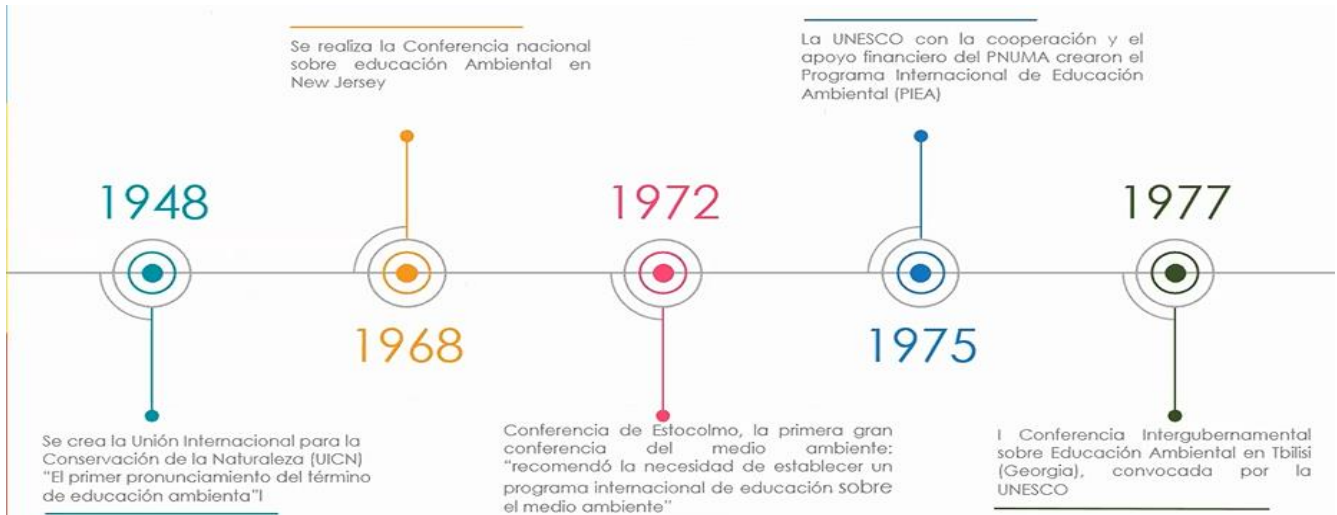 Se realiza la Conferencia nacional
sobre educación Ambiental en
New Jersey
La UNESCO con la cooperación y el
apoyo financiero del PNUMA crearon el
Programa Internacional de Educación
Ambiental (PIEA)
1948
1968
1972
1975
1977
Se crea la Unión Internacional para la
Conservación de la Naturaleza (UICN)
"El primer pronunciamiento del término
de educación ambienta"l
Conferencia de Estocolmo, la primera gran
conferencia del medio ambiente:
"recomendó la necesidad de establecer un
programa internacional de educación sobre
el medio ambiente"
I Conferencia Intergubernamental
sobre Educación Ambiental en Tbilisi
(Georgia), convocada por la
UNESCO